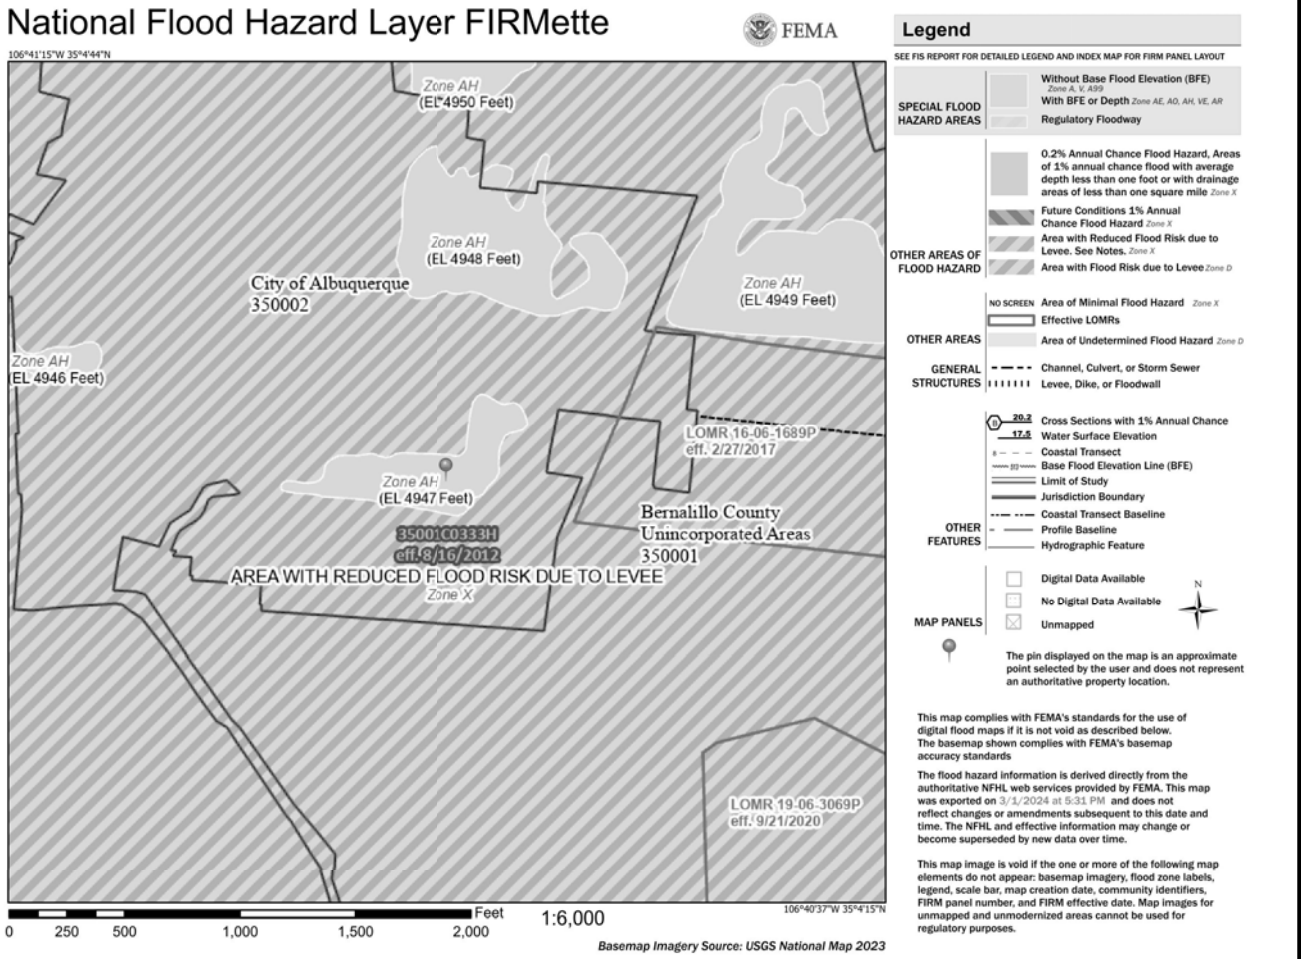 National Flood Hazard Layer FIRMette
FEMA
106°41'15"W 35°4'44"N
Zone AH
(EL 4950 Feet)
Zone AH
(EL 4948 Feet)
City of Albuquerque
350002
Zone AH
(EL 4949 Feet)
Zone AH
(EL 4946 Feet)
LOMR 16-06-1689P
eff. 2/27/2017
Zone AH
(EL 4947 Feet)
Bernalillo County
Unincorporated Areas
350001
35001C0333H
eff. 8/16/2012
AREA WITH REDUCED FLOOD RISK DUE TO LEVEE
Zone X
LOMR 19-06-3069P
eff. 9/21/2020
106°40'37"W 35°4'15"N
Feet
0 250 500 1,000 1,500 2,000
1:6,000
Basemap Imagery Source: USGS National Map 2023
Legend
SEE FIS REPORT FOR DETAILED LEGEND AND INDEX MAP FOR FIRM PANEL LAYOUT
SPECIAL FLOOD
HAZARD AREAS
Without Base Flood Elevation (BFE)
Zone A, V, A99
With BFE or Depth Zone AE, AO, AH, VE, AR
Regulatory Floodway
0.2% Annual Chance Flood Hazard, Areas
of 1% annual chance flood with average
depth less than one foot or with drainage
areas of less than one square mile Zone X
Future Conditions 1% Annual
Chance Flood Hazard Zone X
Area with Reduced Flood Risk due to
Levee. See Notes. Zone X
Area with Flood Risk due to Levee Zone D
OTHER AREAS OF
FLOOD HAZARD
NO SCREEN Area of Minimal Flood Hazard Zone X
Effective LOMRs
OTHER AREAS
Area of Undetermined Flood Hazard Zone D
GENERAL
STRUCTURES
Channel, Culvert, or Storm Sewer
Levee, Dike, or Floodwall
B 20.2 Cross Sections with 1% Annual Chance
17.5 Water Surface Elevation
8 Coastal Transect
513 Base Flood Elevation Line (BFE)
Limit of Study
Jurisdiction Boundary
Coastal Transect Baseline
OTHER
FEATURES
Profile Baseline
Hydrographic Feature
MAP PANELS
Digital Data Available
No Digital Data Available
Unmapped
N
The pin displayed on the map is an approximate
point selected by the user and does not represent
an authoritative property location.
This map complies with FEMA's standards for the use of
digital flood maps if it is not void as described below.
The basemap shown complies with FEMA's basemap
accuracy standards
The flood hazard information is derived directly from the
authoritative NFHL web services provided by FEMA. This map
was exported on 3/1/2024 at 5:31 PM and does not
reflect changes or amendments subsequent to this date and
time. The NFHL and effective information may change or
become superseded by new data over time.
This map image is void if the one or more of the following map
elements do not appear: basemap imagery, flood zone labels,
legend, scale bar, map creation date, community identifiers,
FIRM panel number, and FIRM effective date. Map images for
unmapped and unmodernized areas cannot be used for
regulatory purposes.